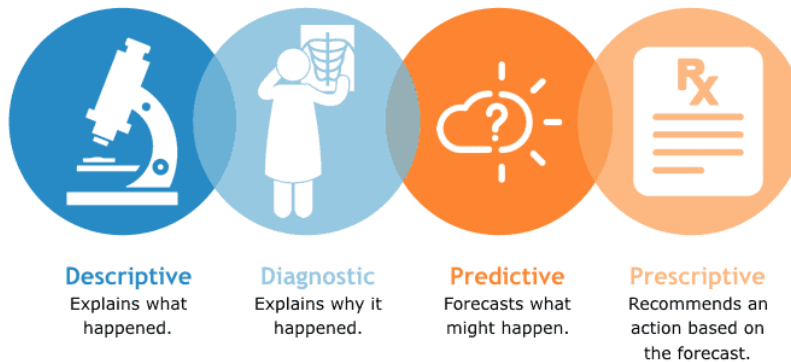 ?
Rx
Descriptive
Explains what
happened.
Diagnostic
Explains why it
happened.
Predictive
Forecasts what
might happen.
Prescriptive
Recommends an
action based on
the forecast.